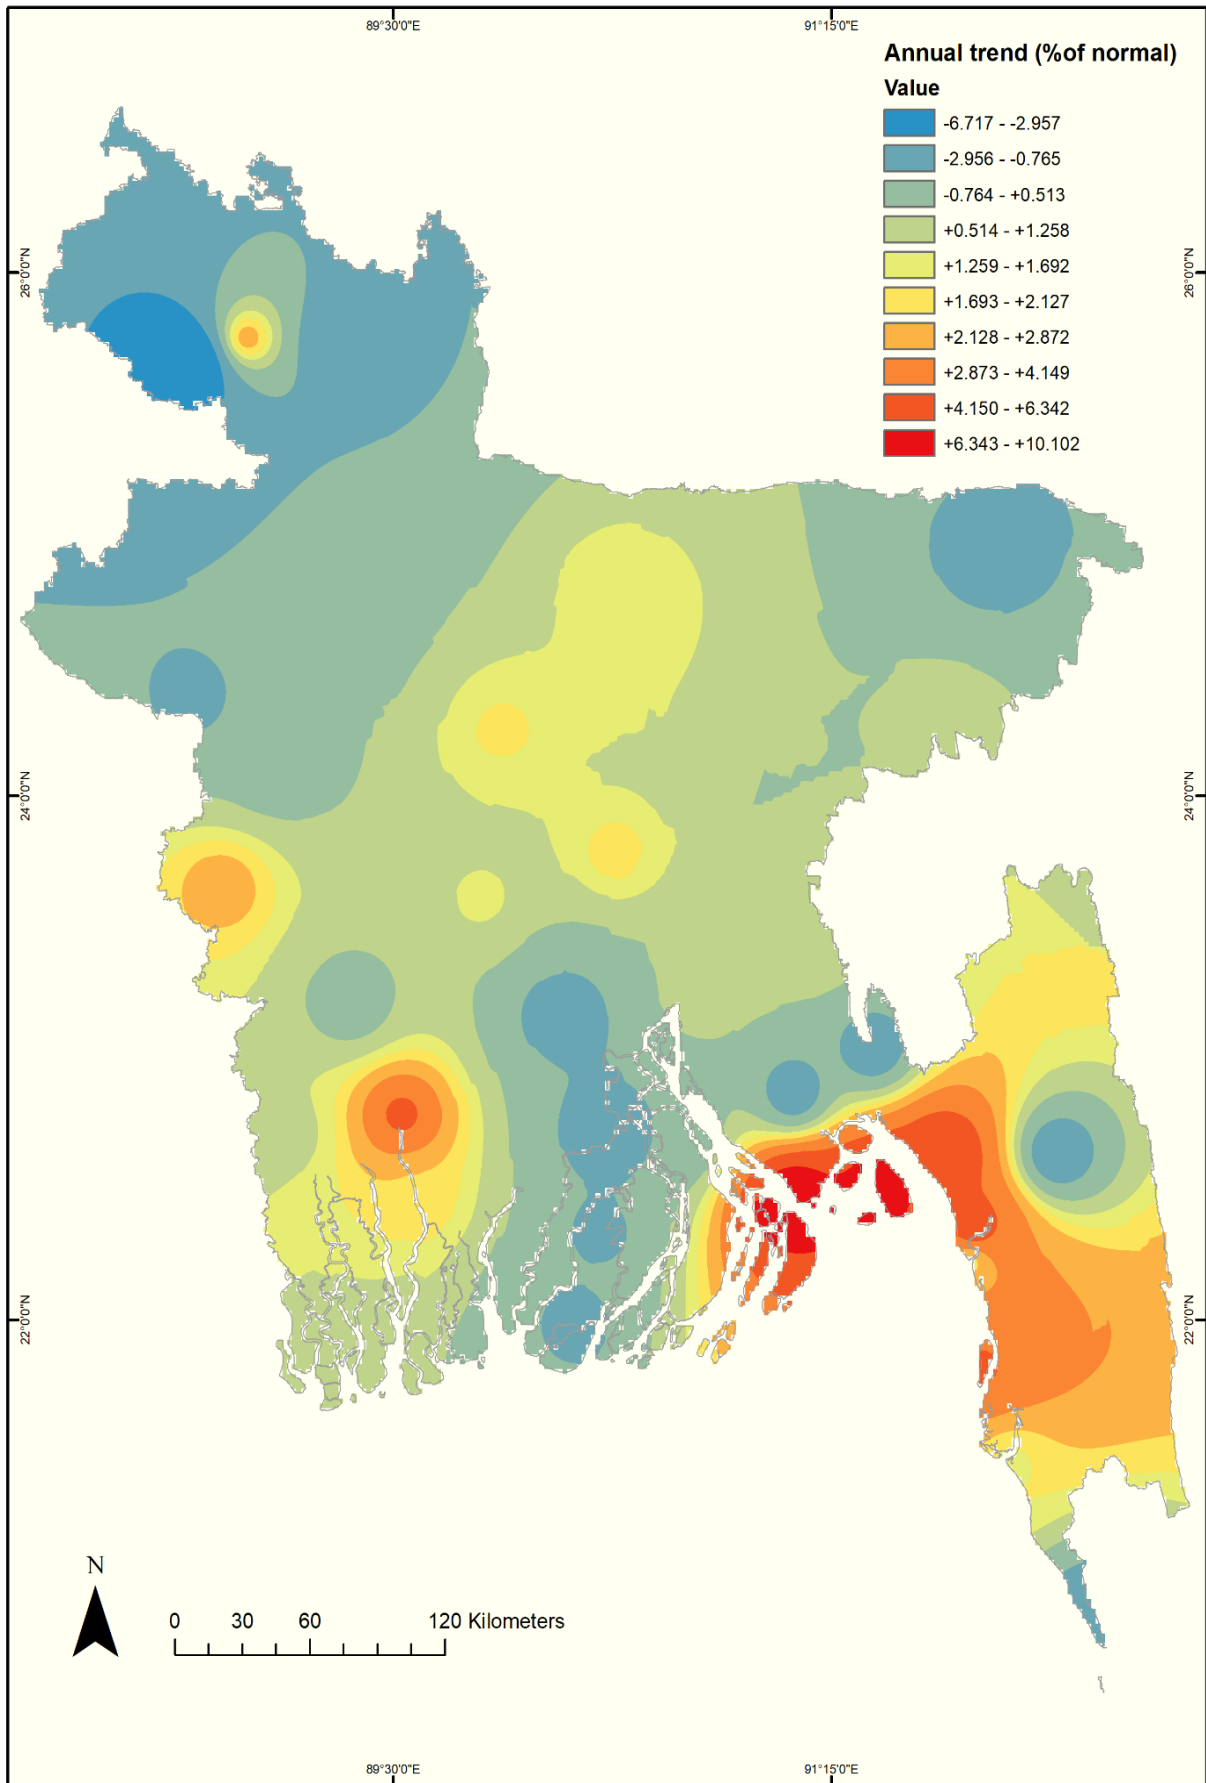 89°30'0"E
91°15'0"E
Annual trend (%of normal)
Value
-6.717 - -2.957
-2.956 - -0.765
-0.764 - +0.513
+0.514 - +1.258
+1.259 - +1.692
+1.693 - +2.127
+2.128 - +2.872
+2.873 - +4.149
+4.150 - +6.342
+6.343 - +10.102
26°0'0"N
26°0'0"N
24°0'0"N
24°0'0"N
22°0'0"N
22°0'0"N
N
0 30 60 120 Kilometers
89°30'0"E
91°15'0"E